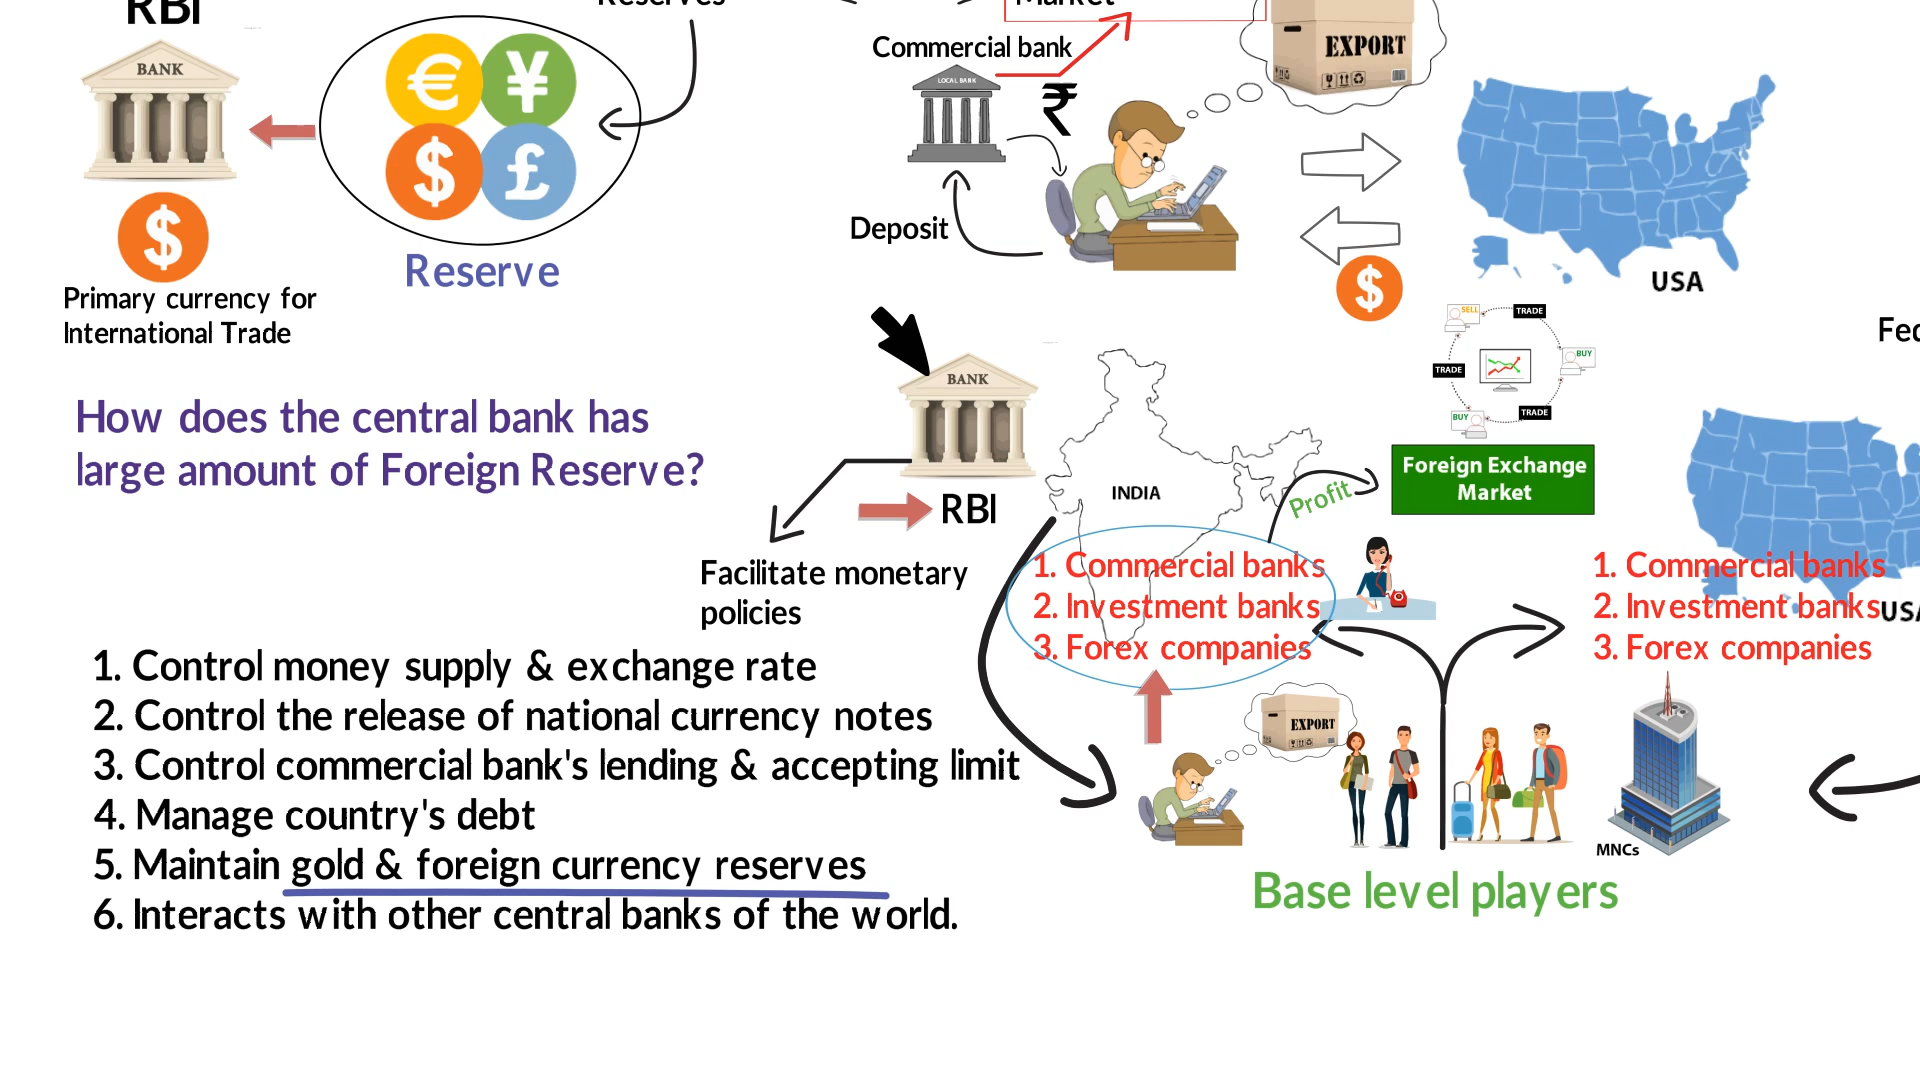 RBI
Reserves
Market
Commercial bank
EXPORT
BANK
LOCAL BANK
₹
€
¥
$
£
Deposit
$
Reserve
USA
$
Primary currency for
International Trade
SELL
TRADE
BUY
TRADE
BUY
TRADE
Fed
BANK
How does the central bank has
large amount of Foreign Reserve?
Foreign Exchange
Market
INDIA
Profit
RBI
Facilitate monetary
policies
1. Commercial banks
2. Investment banks
3. Forex companies
1. Commercial banks
2. Investment banks
3. Forex companies
USA
1. Control money supply & exchange rate
2. Control the release of national currency notes
3. Control commercial bank's lending & accepting limit
4. Manage country's debt
5. Maintain gold & foreign currency reserves
6. Interacts with other central banks of the world.
EXPORT
MNCs
Base level players